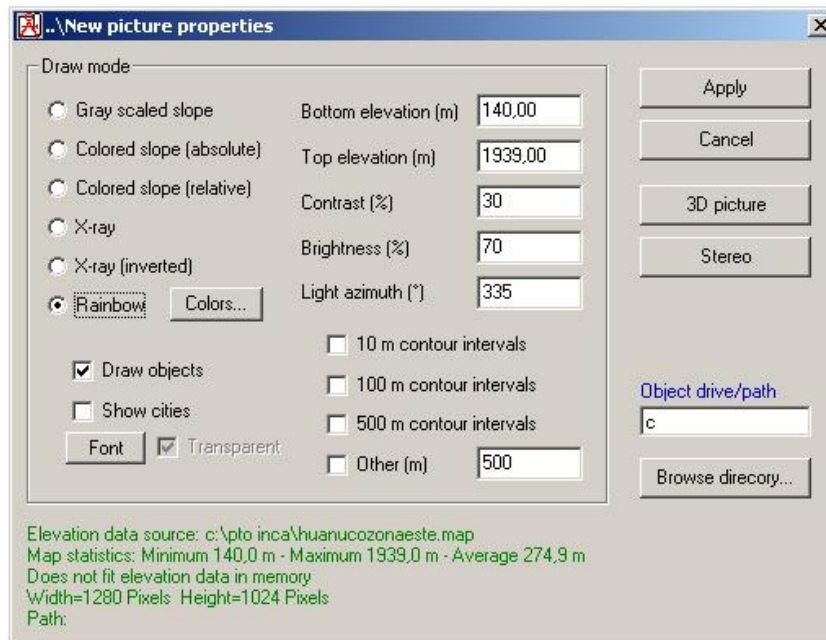 ..\New picture properties
Draw mode
Gray scaled slope
Colored slope (absolute)
Colored slope (relative)
X-ray
X-ray (inverted)
Rainbow
Colors...
Draw objects
Show cities
Font
Transparent
Bottom elevation (m) 140,00
Top elevation (m) 1939,00
Contrast (%) 30
Brightness (%) 70
Light azimuth (°) 335
10 m contour intervals
100 m contour intervals
500 m contour intervals
Other (m) 500
Apply
Cancel
3D picture
Stereo
Object drive/path
c
Browse direcory...
Elevation data source: c:\pto inca\huanucozonaeste.map
Map statistics: Minimum 140,0 m - Maximum 1939,0 m - Average 274,9 m
Does not fit elevation data in memory
Width=1280 Pixels Height=1024 Pixels
Path: